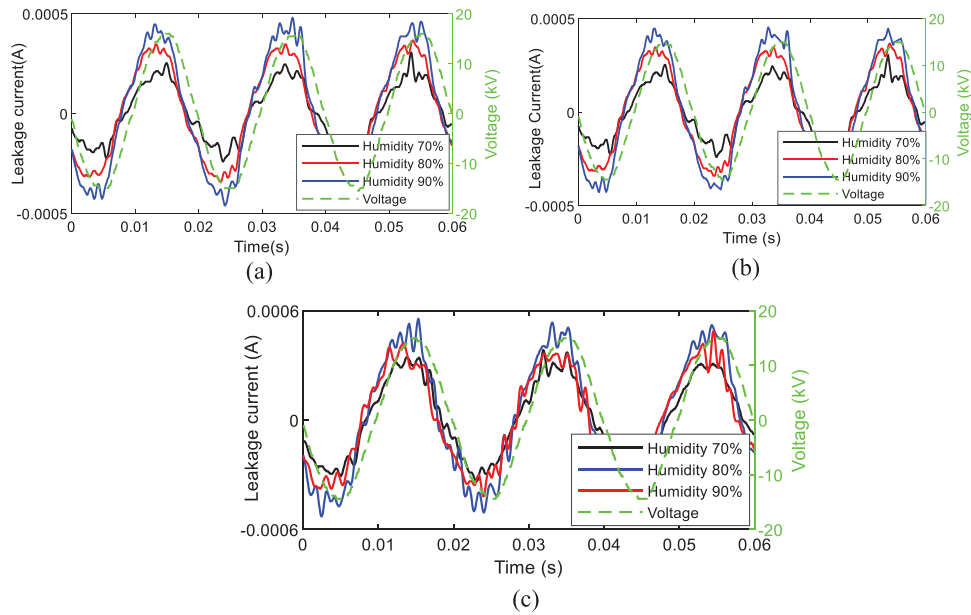 0.0005
0
-0.0005
Leakage current(A)
20
10
0
-10
-20
Voltage (kV)
Humidity 70%
Humidity 80%
Humidity 90%
Voltage
0 0.01 0.02 0.03 0.04 0.05 0.06
Time(s)
(a)
0.0005
0
-0.0005
Leakage Current(A)
20
10
0
-10
-20
Voltage (kV)
Humidity 70%
Humidity 80%
Humidity 90%
Voltage
0 0.01 0.02 0.03 0.04 0.05 0.06
Time (s)
(b)
0.0006
0
-0.0006
Leakage current (A)
20
10
0
-10
-20
Voltage (kV)
Humidity 70%
Humidity 80%
Humidity 90%
Voltage
0 0.01 0.02 0.03 0.04 0.05 0.06
Time (s)
(c)